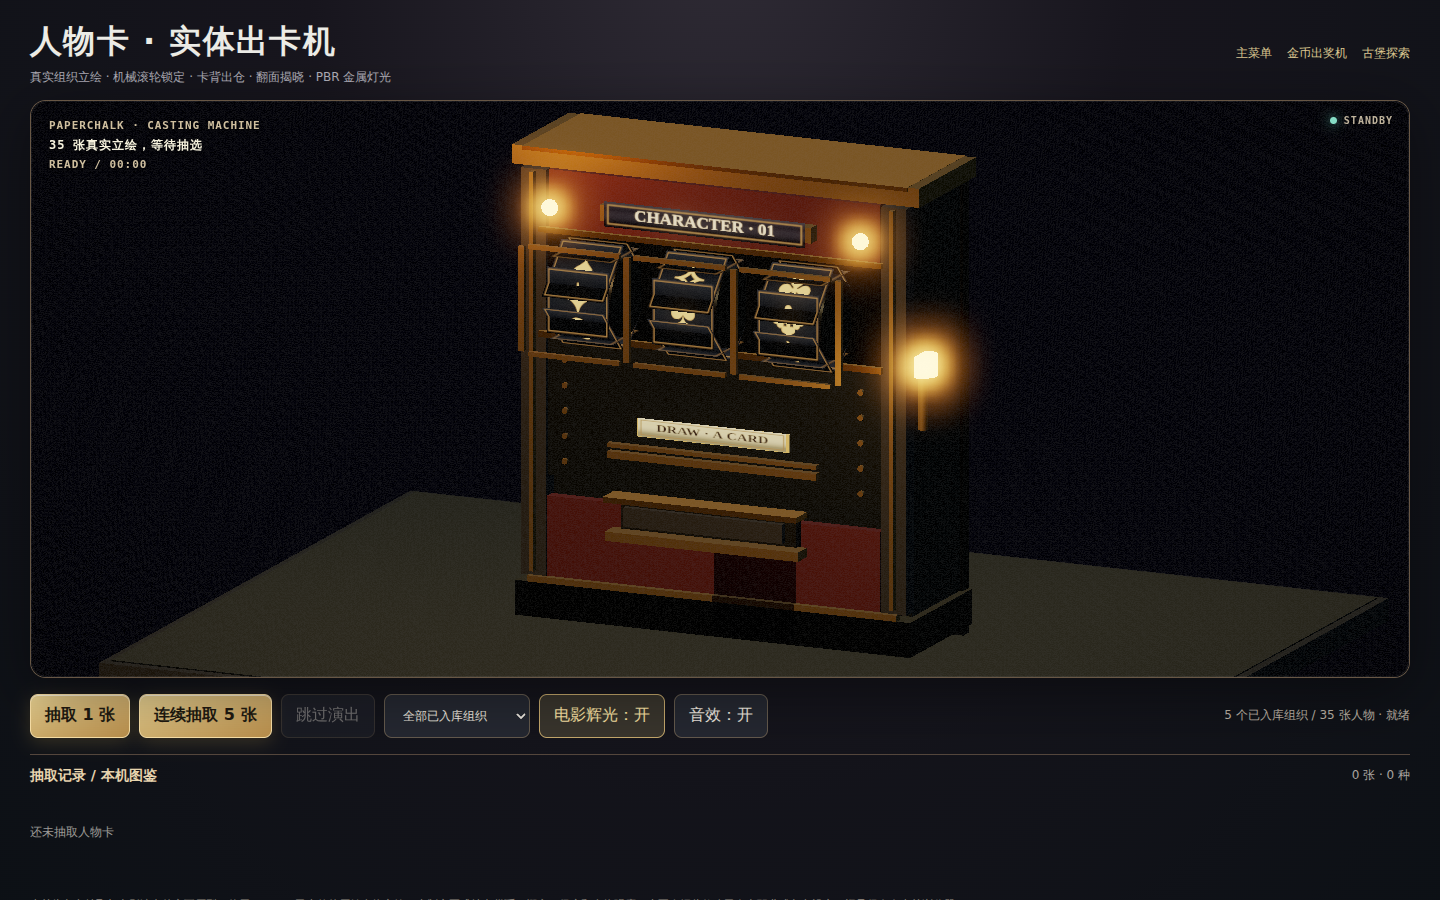 人物卡 · 实体出卡机
真实组织立绘 · 机械滚轮锁定 · 卡背出仓 · 翻面揭晓 · PBR 金属灯光
主菜单 金币出奖机 古堡探索
PAPERCHALK · CASTING MACHINE
35 张真实立绘，等待抽选
READY / 00:00
STANDBY
CHARACTER · 01
DRAW · A CARD
抽取 1 张
连续抽取 5 张
跳过演出
全部已入库组织
电影辉光：开
音效：开
5 个已入库组织 / 35 张人物 · 就绪
抽取记录 / 本机图鉴
0 张 · 0 种
还未抽取人物卡